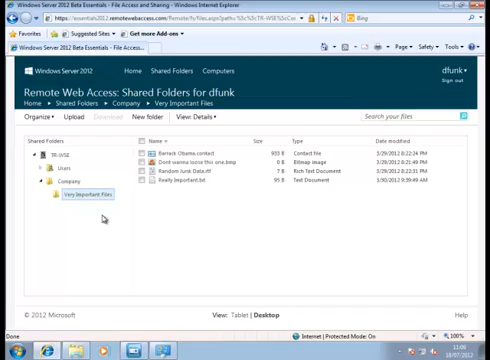 Windows Server 2012 Beta Essentials - File Access and Sharing - Windows Internet Explorer
Favorites Suggested Sites Get more Add-ons
Windows Server 2012 Beta Essentials - File Access...
Page Safety Tools
Bing
Windows Server 2012 Home Shared Folders Computers dfunk
Sign out
Remote Web Access: Shared Folders for dfunk
Home Shared Folders Company Very Important Files
Organize Upload Download New folder View: Details Search your files
Shared Folders Name Size Type Date modified
TR-WSE
Users
Company
Very Important Files
Barrack Obama.contact 933 B Contact file 3/29/2012 8:22:24 PM
Dont wanna loose this one.bmp 0 B Bitmap image 3/29/2012 8:21:49 PM
Random Junk Data.rtf 7 B Rich Text Document 3/29/2012 8:22:31 PM
Really Important.txt 95 B Text Document 3/30/2012 9:39:49 AM
© 2012 Microsoft View: Tablet | Desktop Help
Done Internet | Protected Mode: On 100%
18/07/2012